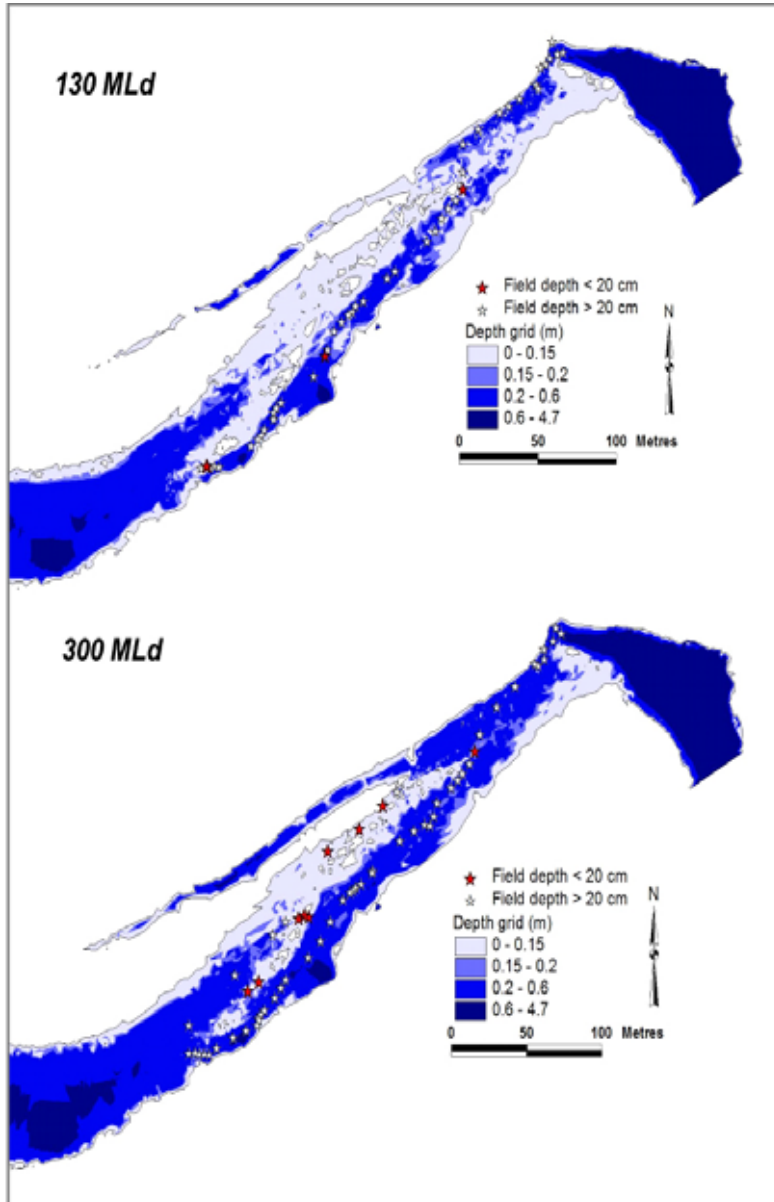 130 MLd
Field depth < 20 cm
Field depth > 20 cm
Depth grid (m)
N
0 - 0.15
0.15 - 0.2
0.2 - 0.6
0.6 - 4.7
0 50 100 Metres
300 MLd
Field depth < 20 cm
Field depth > 20 cm
Depth grid (m)
N
0 - 0.15
0.15 - 0.2
0.2 - 0.6
0.6 - 4.7
0 50 100 Metres